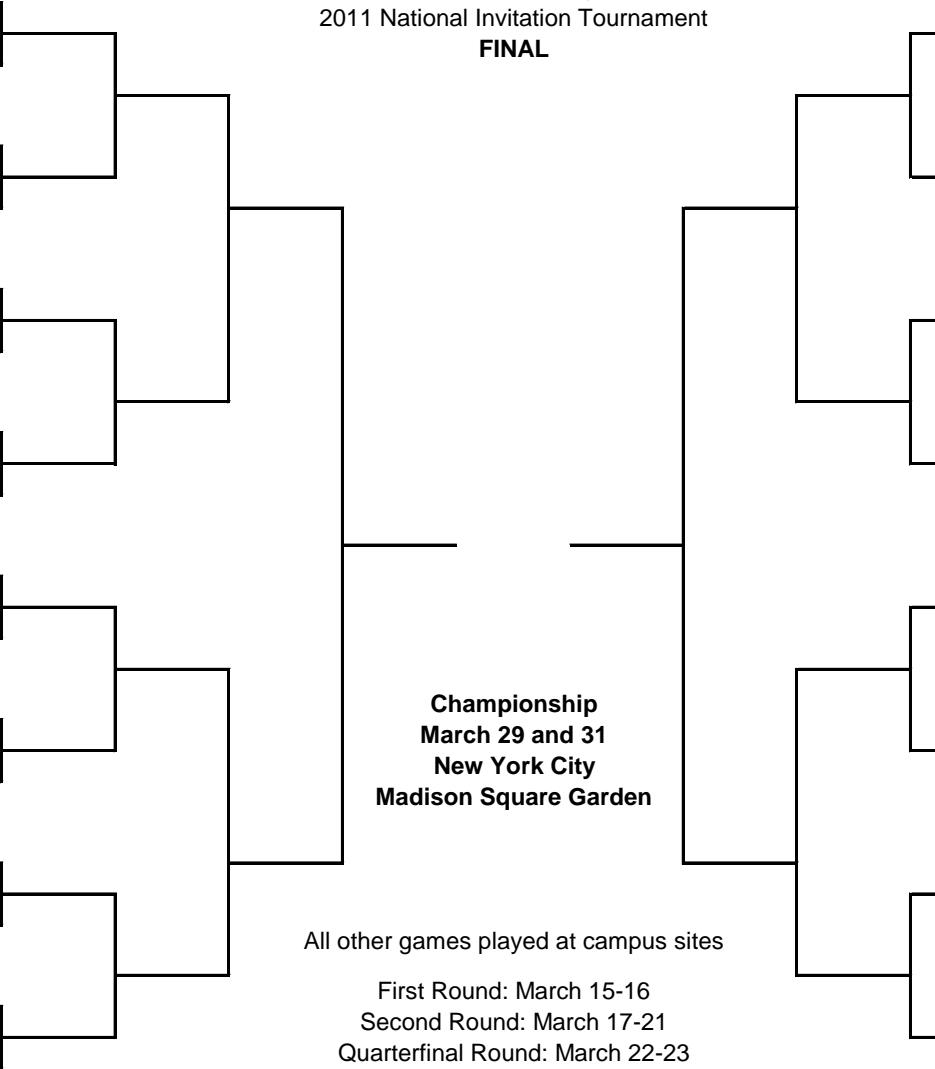 2011 National Invitation Tournament
FINAL
Championship
March 29 and 31
New York City
Madison Square Garden
All other games played at campus sites
First Round: March 15-16
Second Round: March 17-21
Quarterfinal Round: March 22-23